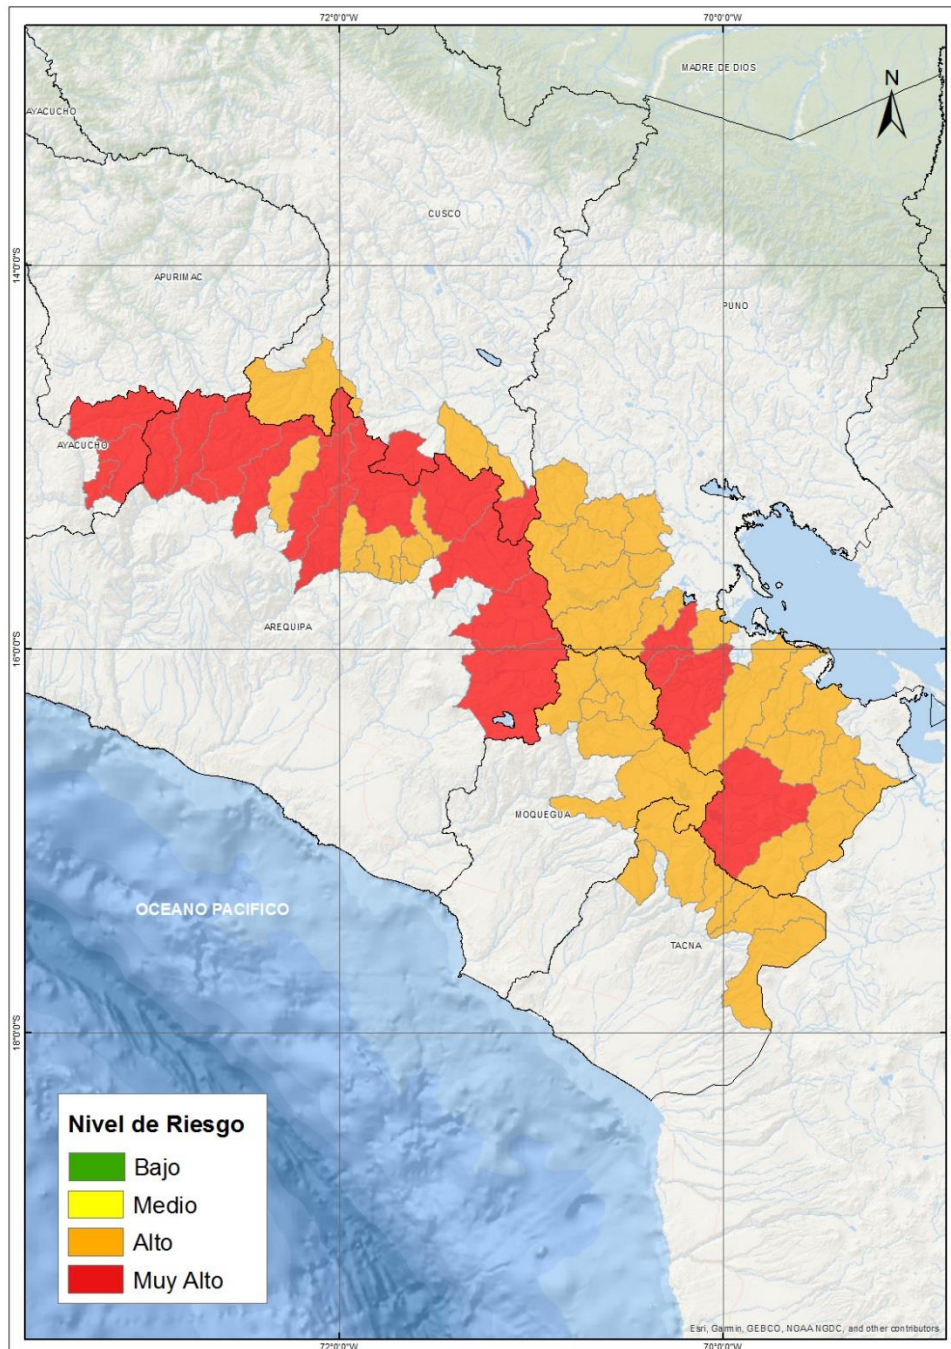 72°0'0"W
70°0'0"W
MADRE DE DIOS
N
AYACUCHO
CUSCO
14°0'0"S
APURIMAC
PUNO
AYACUCHO
AREQUIPA
16°0'0"S
MOQUEGUA
OCEANO PACIFICO
TACNA
18°0'0"S
Nivel de Riesgo
Bajo
Medio
Alto
Muy Alto
Esri, Garmin, GEBCO, NOAA NGDC, and other contributors
72°0'0"W
70°0'0"W